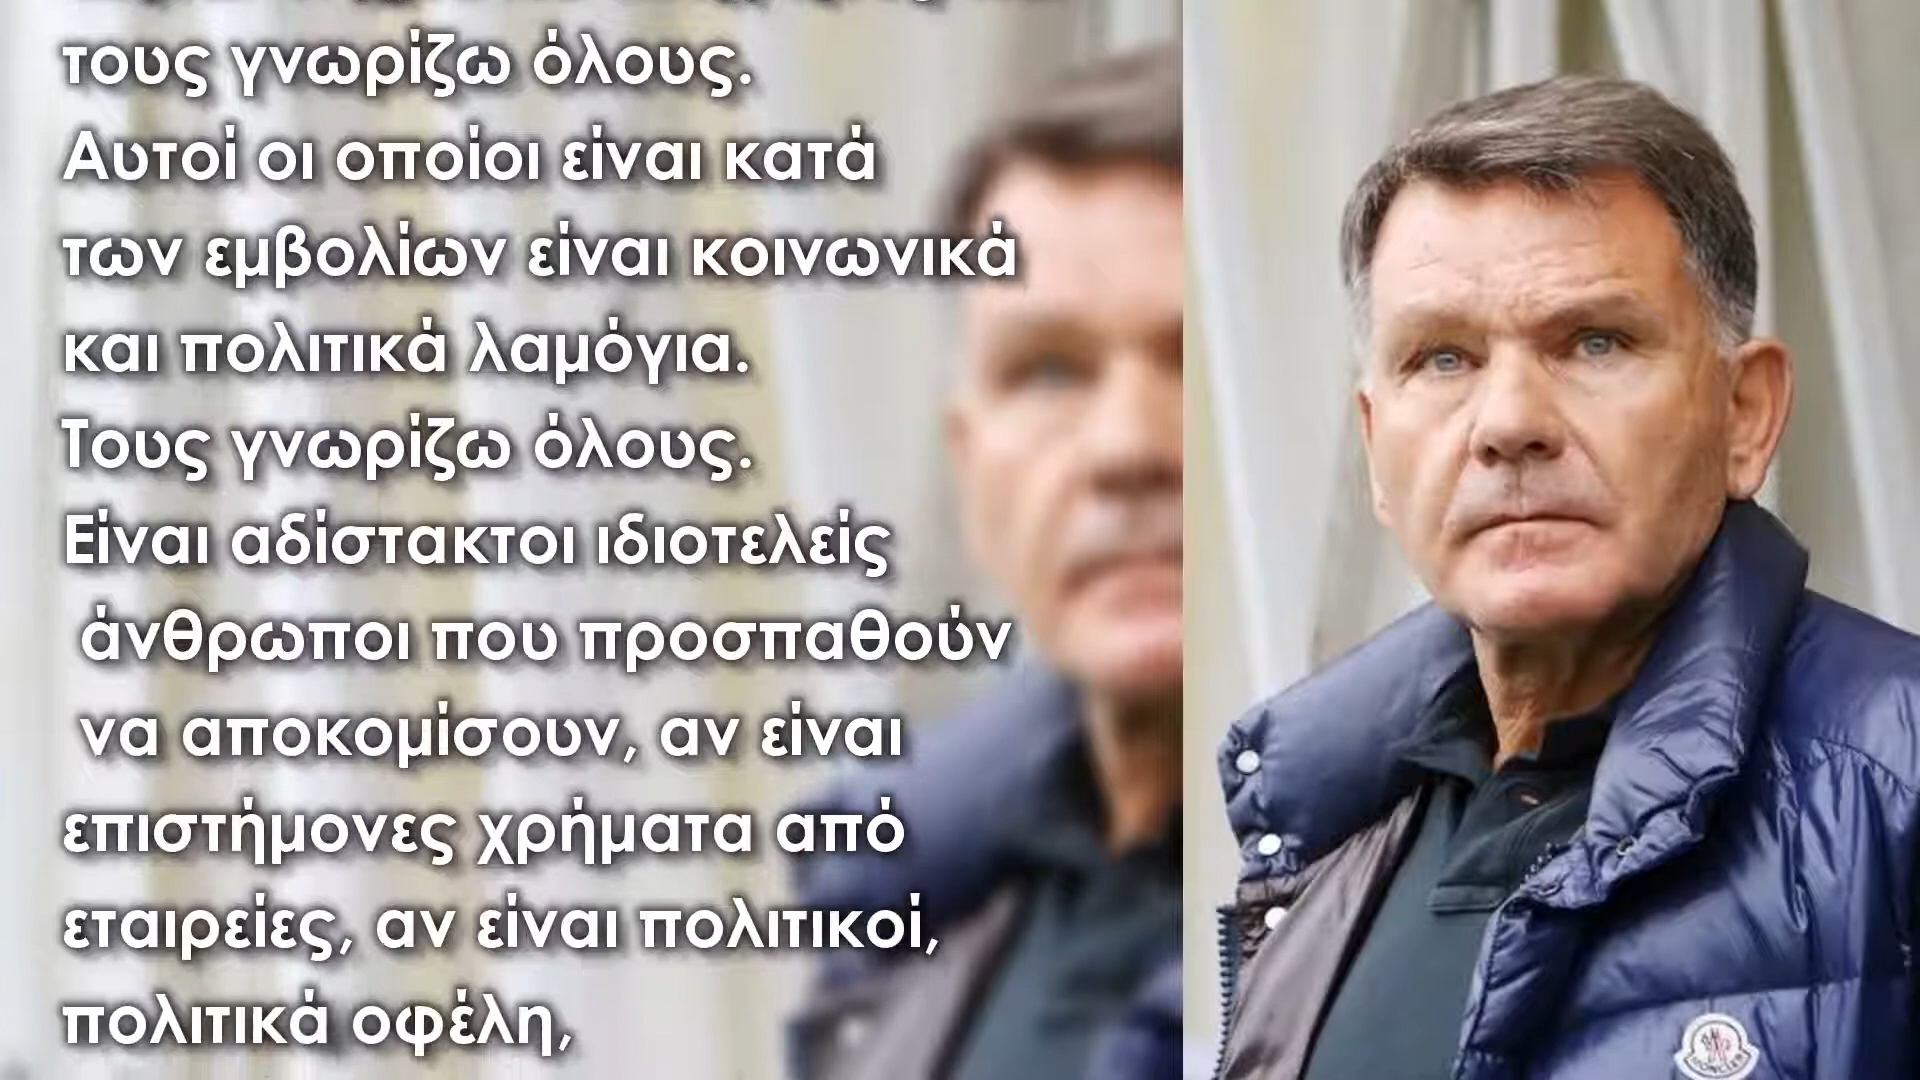 τους γνωρίζω όλους.
Αυτοί οι οποίοι είναι κατά
των εμβολίων είναι κοινωνικά
και πολιτικά λαμόγια.
Τους γνωρίζω όλους.
Είναι αδίστακτοι ιδιοτελείς
άνθρωποι που προσπαθούν
να αποκομίσουν, αν είναι
επιστήμονες χρήματα από
εταιρείες, αν είναι πολιτικοί,
πολιτικά οφέλη,
MONCLER